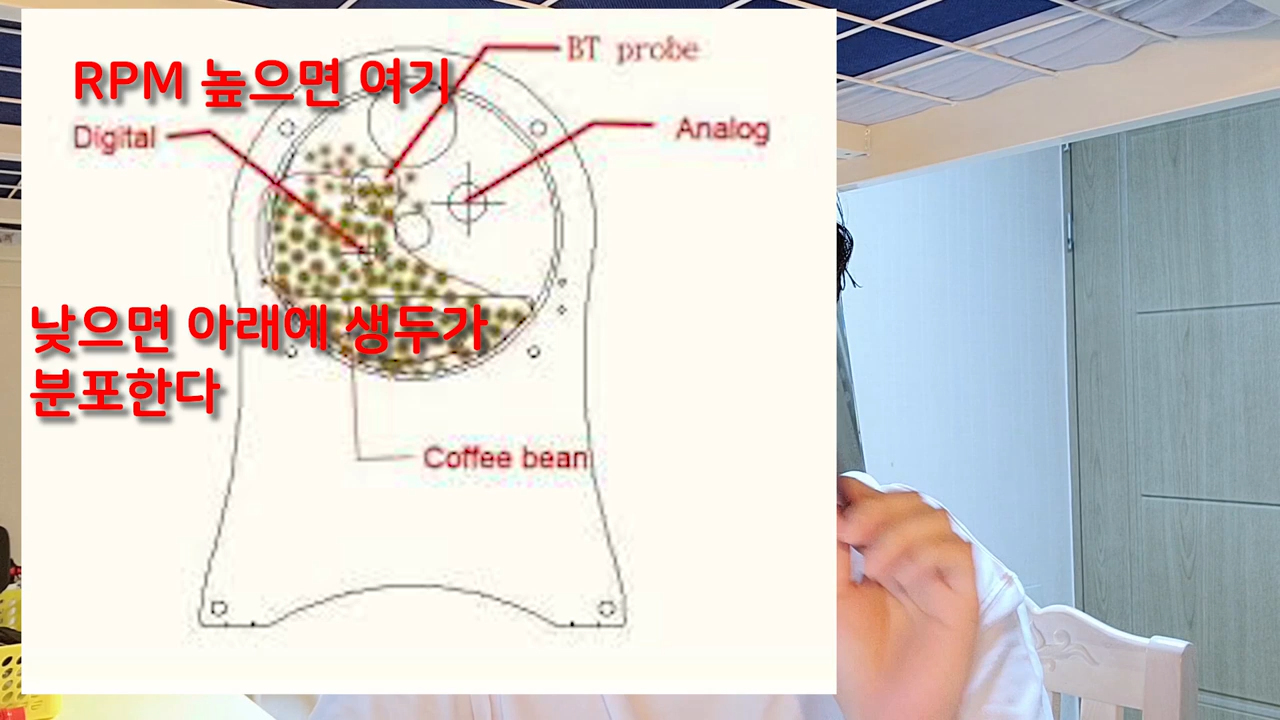 BT probe
RPM 높으면 여기
Digital
Analog
낮으면 아래에 생두가
분포한다
Coffee bean